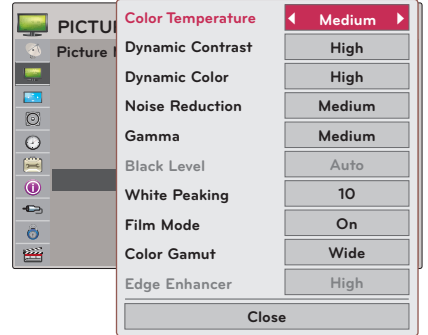 PICTU
Picture
Color Temperature Medium
Dynamic Contrast High
Dynamic Color High
Noise Reduction Medium
Gamma Medium
Black Level Auto
White Peaking 10
Film Mode On
Color Gamut Wide
Edge Enhancer High
Close